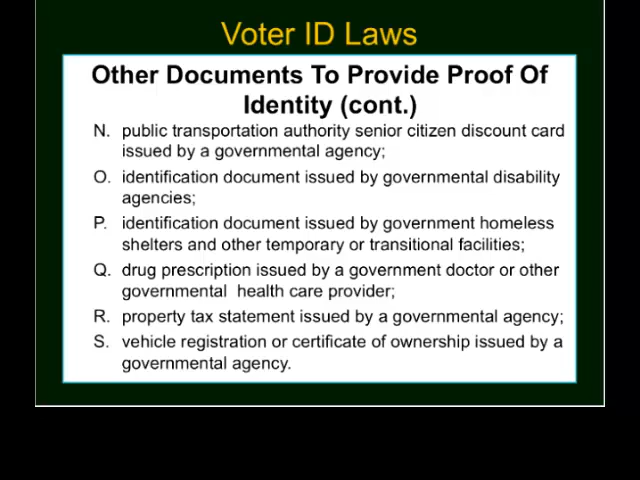 Voter ID Laws
Other Documents To Provide Proof Of
Identity (cont.)
N. public transportation authority senior citizen discount card
issued by a governmental agency;
O. identification document issued by governmental disability
agencies;
P. identification document issued by government homeless
shelters and other temporary or transitional facilities;
Q. drug prescription issued by a government doctor or other
governmental health care provider;
R. property tax statement issued by a governmental agency;
S. vehicle registration or certificate of ownership issued by a
governmental agency.